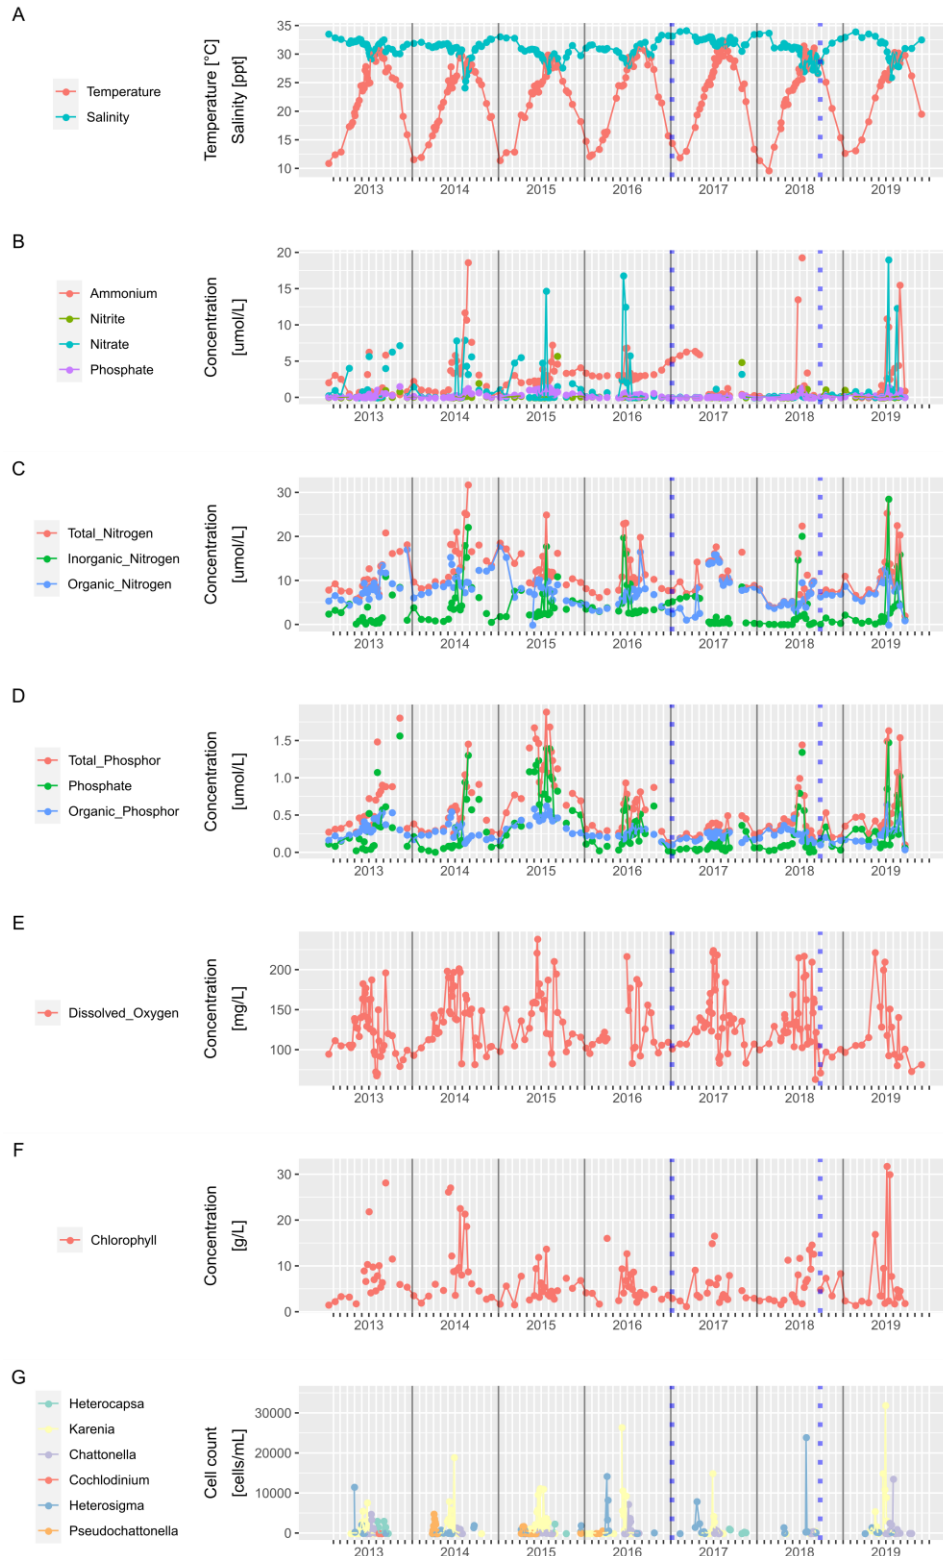 A
Temperature
Salinity
Temperature [°C]
Salinity [ppt]
35
30
25
20
15
10
2013 2014 2015 2016 2017 2018 2019
B
Ammonium
Nitrite
Nitrate
Phosphate
Concentration
[umol/L]
20
15
10
5
0
2013 2014 2015 2016 2017 2018 2019
C
Total_Nitrogen
Inorganic_Nitrogen
Organic_Nitrogen
Concentration
[umol/L]
30
20
10
0
2013 2014 2015 2016 2017 2018 2019
D
Total_Phosphor
Phosphate
Organic_Phosphor
Concentration
[umol/L]
1.5
1.0
0.5
0.0
2013 2014 2015 2016 2017 2018 2019
E
Dissolved_Oxygen
Concentration
[mg/L]
200
150
100
2013 2014 2015 2016 2017 2018 2019
F
Chlorophyll
Concentration
[g/L]
30
20
10
0
2013 2014 2015 2016 2017 2018 2019
G
Heterocapsa
Karenia
Chattonella
Cochlodinium
Heterosigma
Pseudochattonella
Cell count
[cells/mL]
30000
20000
10000
0
2013 2014 2015 2016 2017 2018 2019